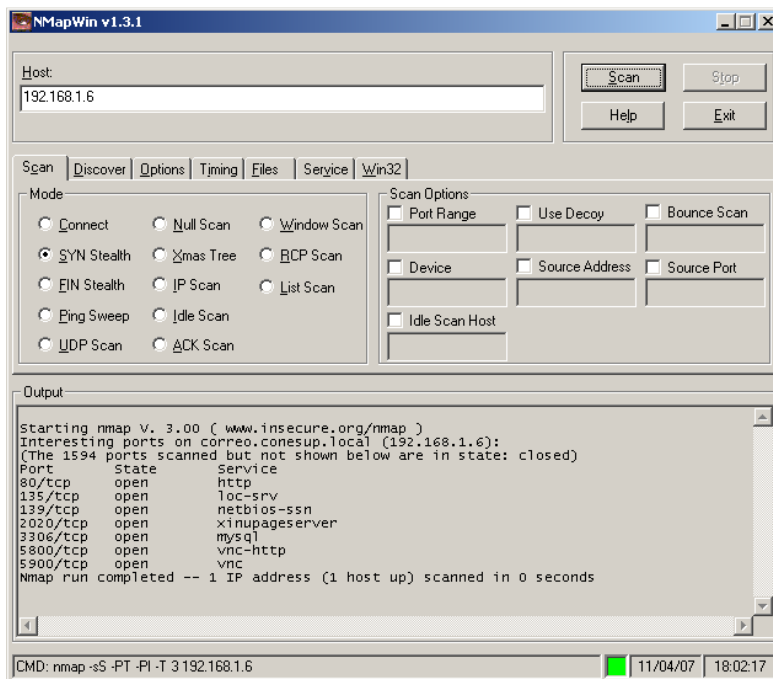 NMapWin v1.3.1
Host:
192.168.1.6
Scan
Stop
Help
Exit
Scan Discover Options Timing Files Service Win32
Mode
Connect Null Scan Window Scan
SYN Stealth Xmas Tree RCP Scan
FIN Stealth IP Scan List Scan
Ping Sweep Idle Scan
UDP Scan ACK Scan
Scan Options
Port Range Use Decoy Bounce Scan
Device Source Address Source Port
Idle Scan Host
Output
Starting nmap V. 3.00 ( www.insecure.org/nmap )
Interesting ports on correo.conesup.local (192.168.1.6):
(The 1594 ports scanned but not shown below are in state: closed)
Port State Service
80/tcp open http
135/tcp open loc-srv
139/tcp open netbios-ssn
2020/tcp open xinupageserver
3306/tcp open mysql
5800/tcp open vnc-http
5900/tcp open vnc
Nmap run completed -- 1 IP address (1 host up) scanned in 0 seconds
CMD: nmap -sS -PT -PI -T 3 192.168.1.6
11/04/07
18:02:17